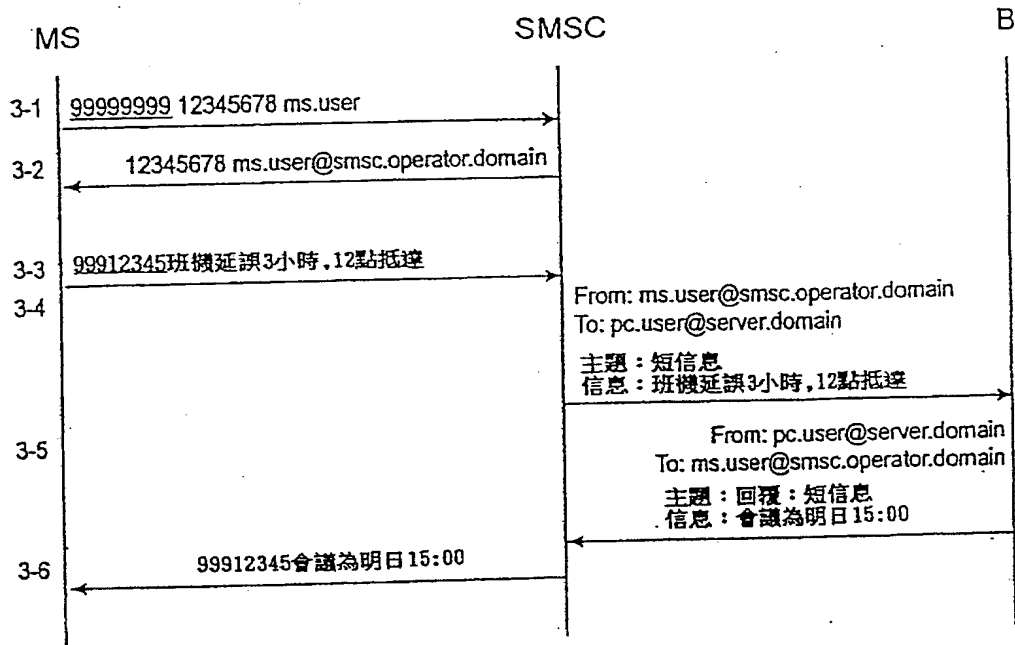 MS
SMSC
B
3-1
99999999 12345678 ms.user
3-2
12345678 ms.user@smsc.operator.domain
3-3
99912345班機延誤3小時,12點抵達
3-4
From: ms.user@smsc.operator.domain
To: pc.user@server.domain
主題：短信息
信息：班機延誤3小時,12點抵達
3-5
From: pc.user@server.domain
To: ms.user@smsc.operator.domain
主題：回覆：短信息
信息：會議為明日15:00
3-6
99912345會議為明日15:00